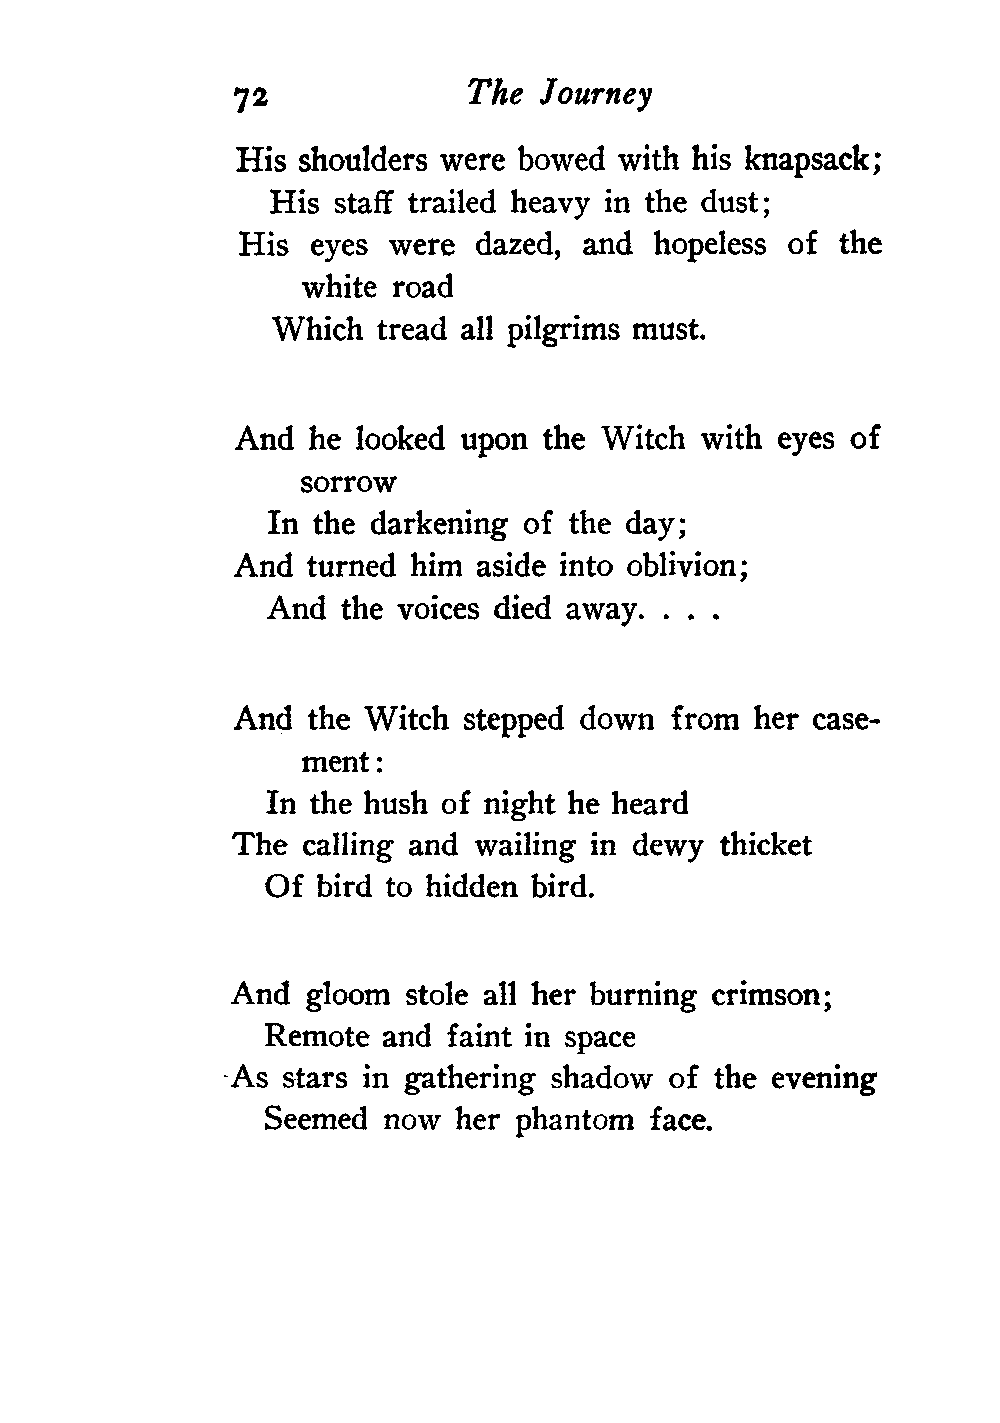 72 The Journey
His shoulders were bowed with his knapsack;
His staff trailed heavy in the dust;
His eyes were dazed, and hopeless of the
white road
Which tread all pilgrims must.
And he looked upon the Witch with eyes of
sorrow
In the darkening of the day;
And turned him aside into oblivion;
And the voices died away. . . .
And the Witch stepped down from her case-
ment:
In the hush of night he heard
The calling and wailing in dewy thicket
Of bird to hidden bird.
And gloom stole all her burning crimson;
Remote and faint in space
As stars in gathering shadow of the evening
Seemed now her phantom face.